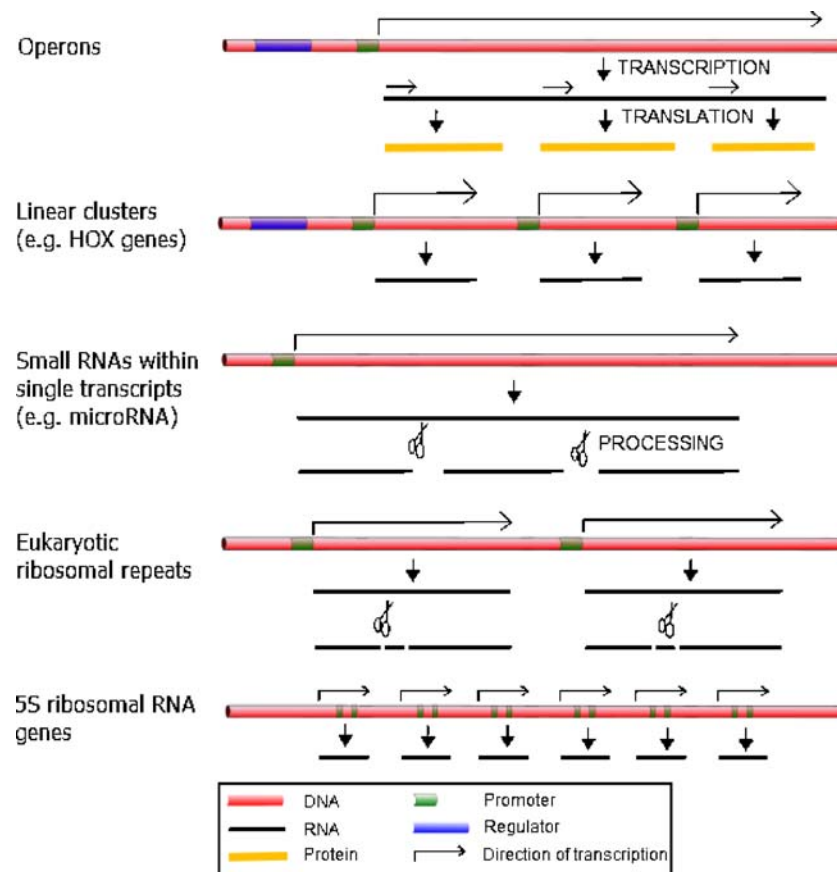 Operons
TRANSCRIPTION
TRANSLATION
Linear clusters
(e.g. HOX genes)
Small RNAs within
single transcripts
(e.g. microRNA)
PROCESSING
Eukaryotic
ribosomal repeats
5S ribosomal RNA
genes
DNA
Promoter
RNA
Regulator
Protein
Direction of transcription